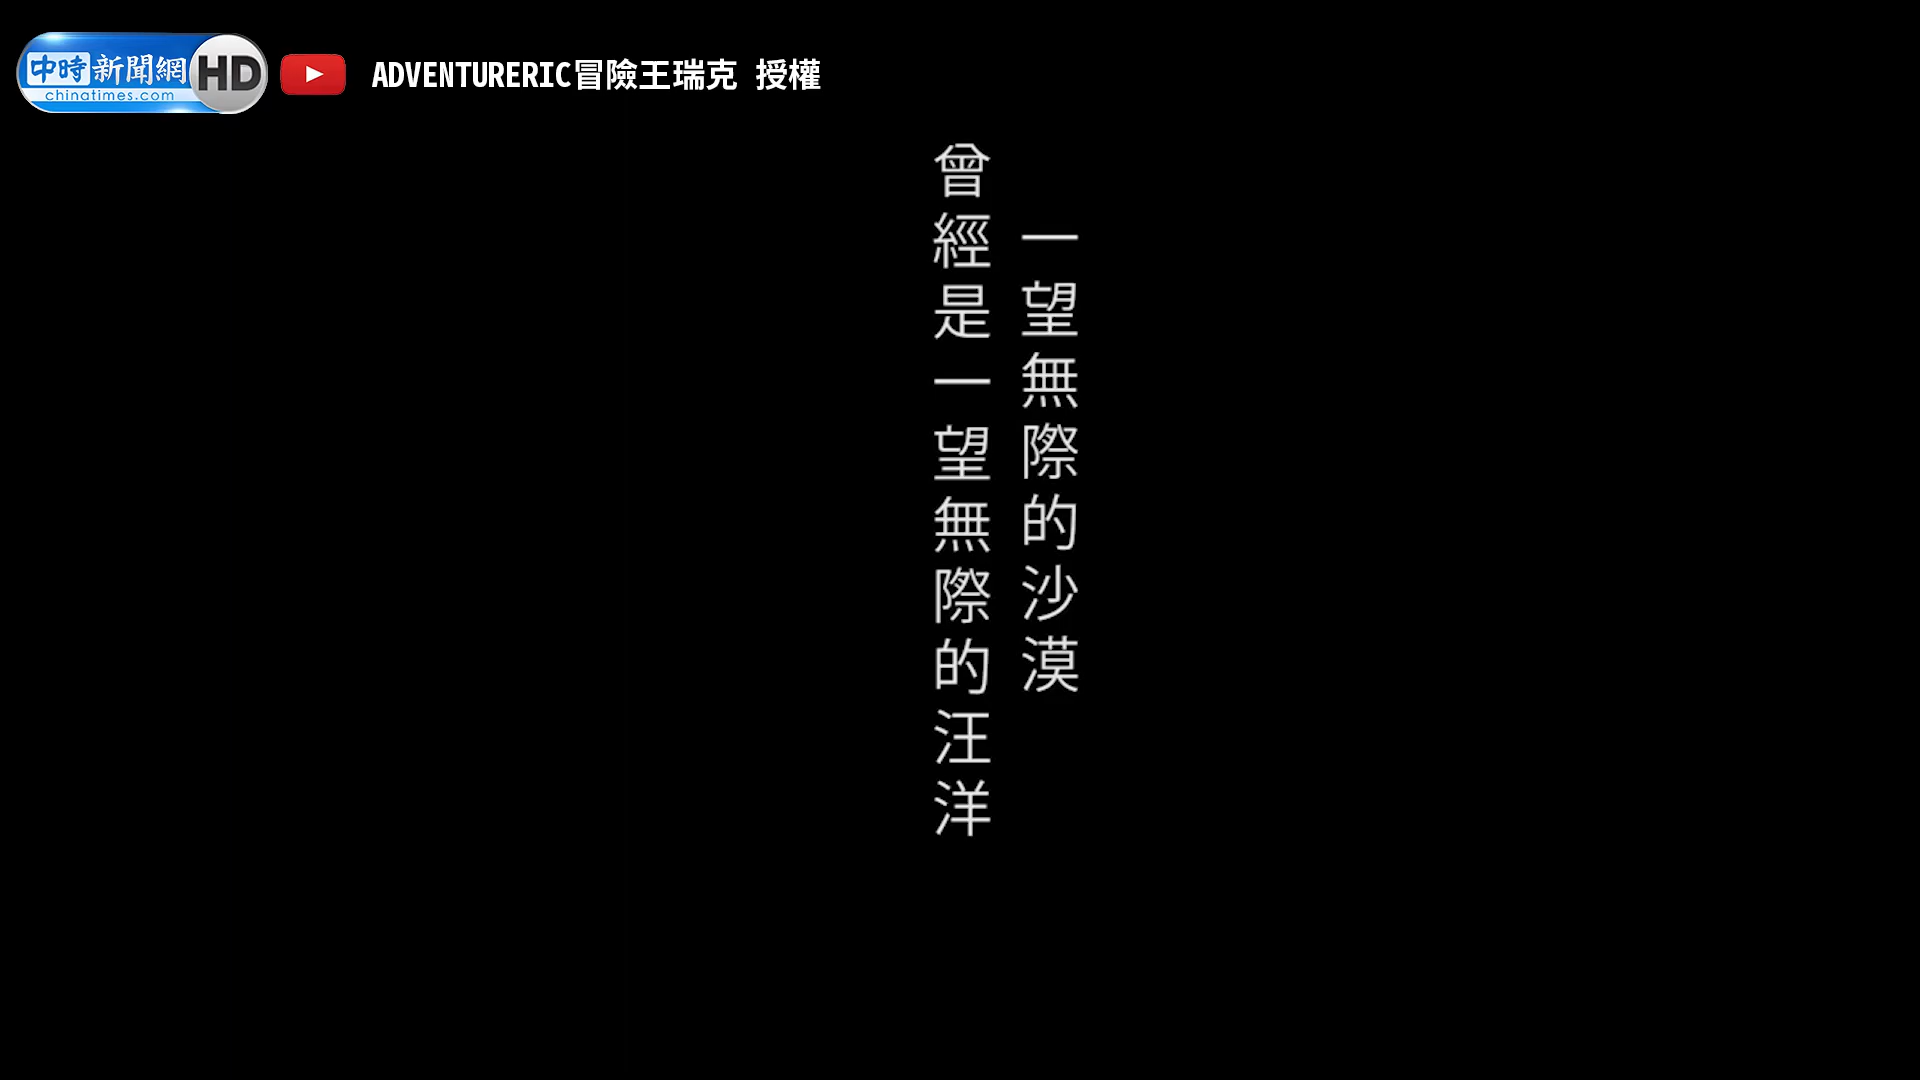 中時新聞網HD
chinatimes.com
ADVENTURERIC冒險王瑞克 授權
一望無際的沙漠
曾經是一望無際的汪洋